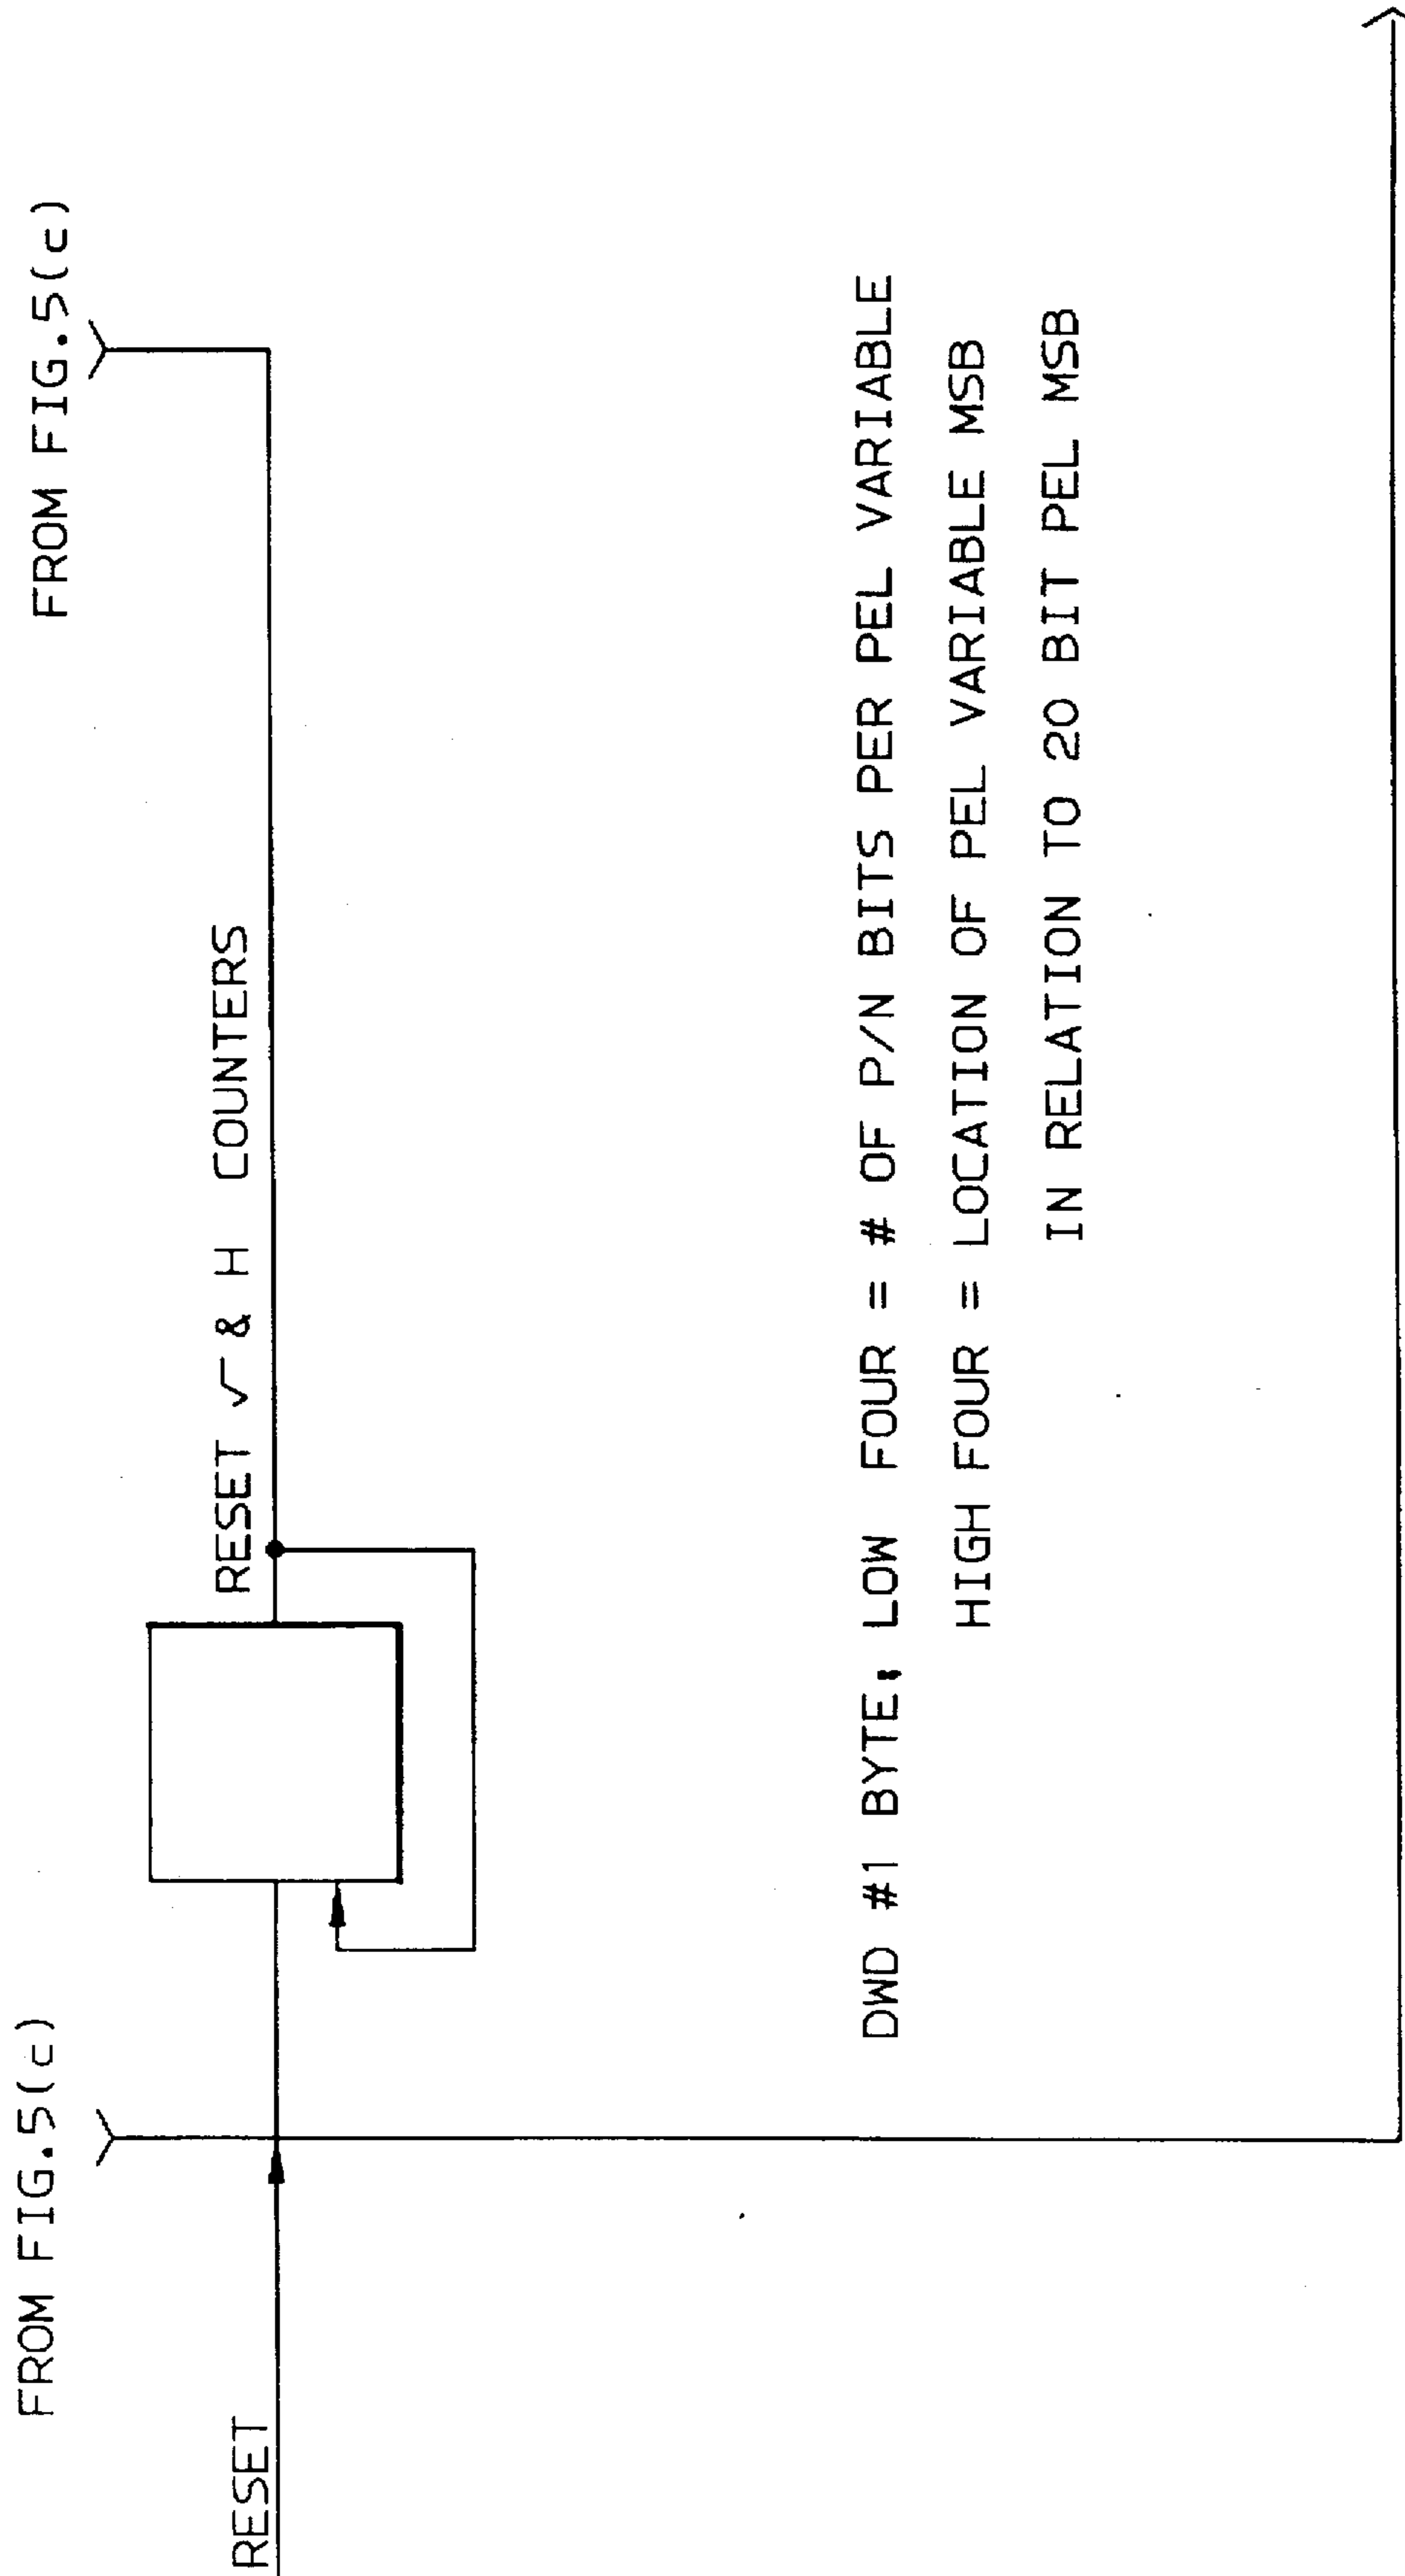 FROM FIG.5(c)
FROM FIG.5(c)
RESET
RESET √ & H COUNTERS
DWD #1 BYTE; LOW FOUR = # OF P/N BITS PER PEL VARIABLE
HIGH FOUR = LOCATION OF PEL VARIABLE MSB
IN RELATION TO 20 BIT PEL MSB